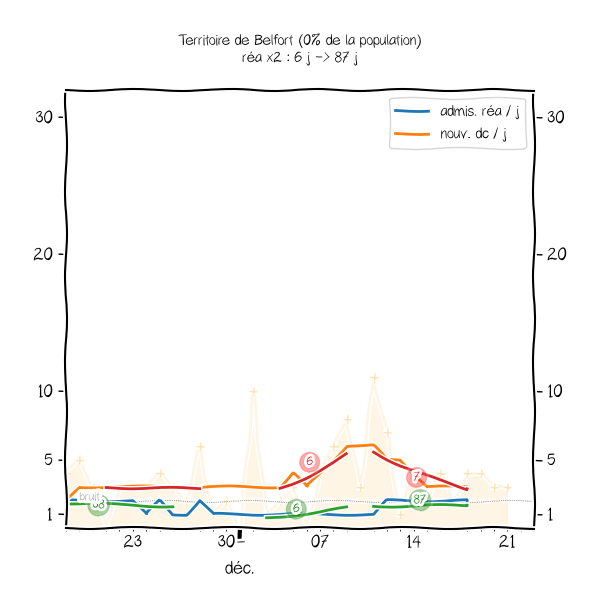 Territoire de Belfort (0% de la population)
réa x2 : 6 j -> 87 j
admis. réa / j
nouv. dc / j
30 30
20 20
10 10
5 5
1 1
6
7
87
6
bruit
58
23 30 07 14 21
déc.